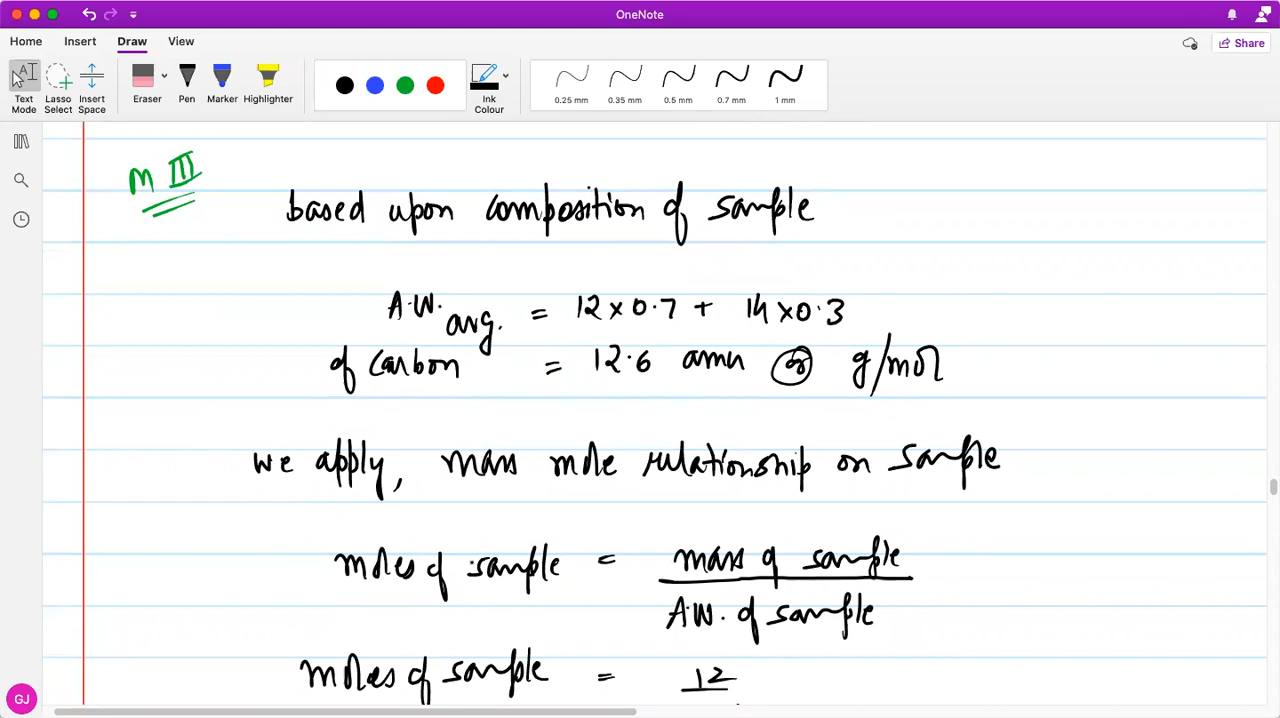 OneNote
Home Insert Draw View
Share
Text Mode
Lasso Select
Insert Space
Eraser
Pen
Marker
Highlighter
Ink Colour
0.25 mm
0.35 mm
0.5 mm
0.7 mm
1 mm
M III
based upon composition of sample
A.W. avg. = 12 × 0.7 + 14 × 0.3
of carbon = 12.6 amu or g/mol
we apply, mass mole relationship on sample
moles of sample = mass of sample
A.W. of sample
moles of sample = 12
GJ